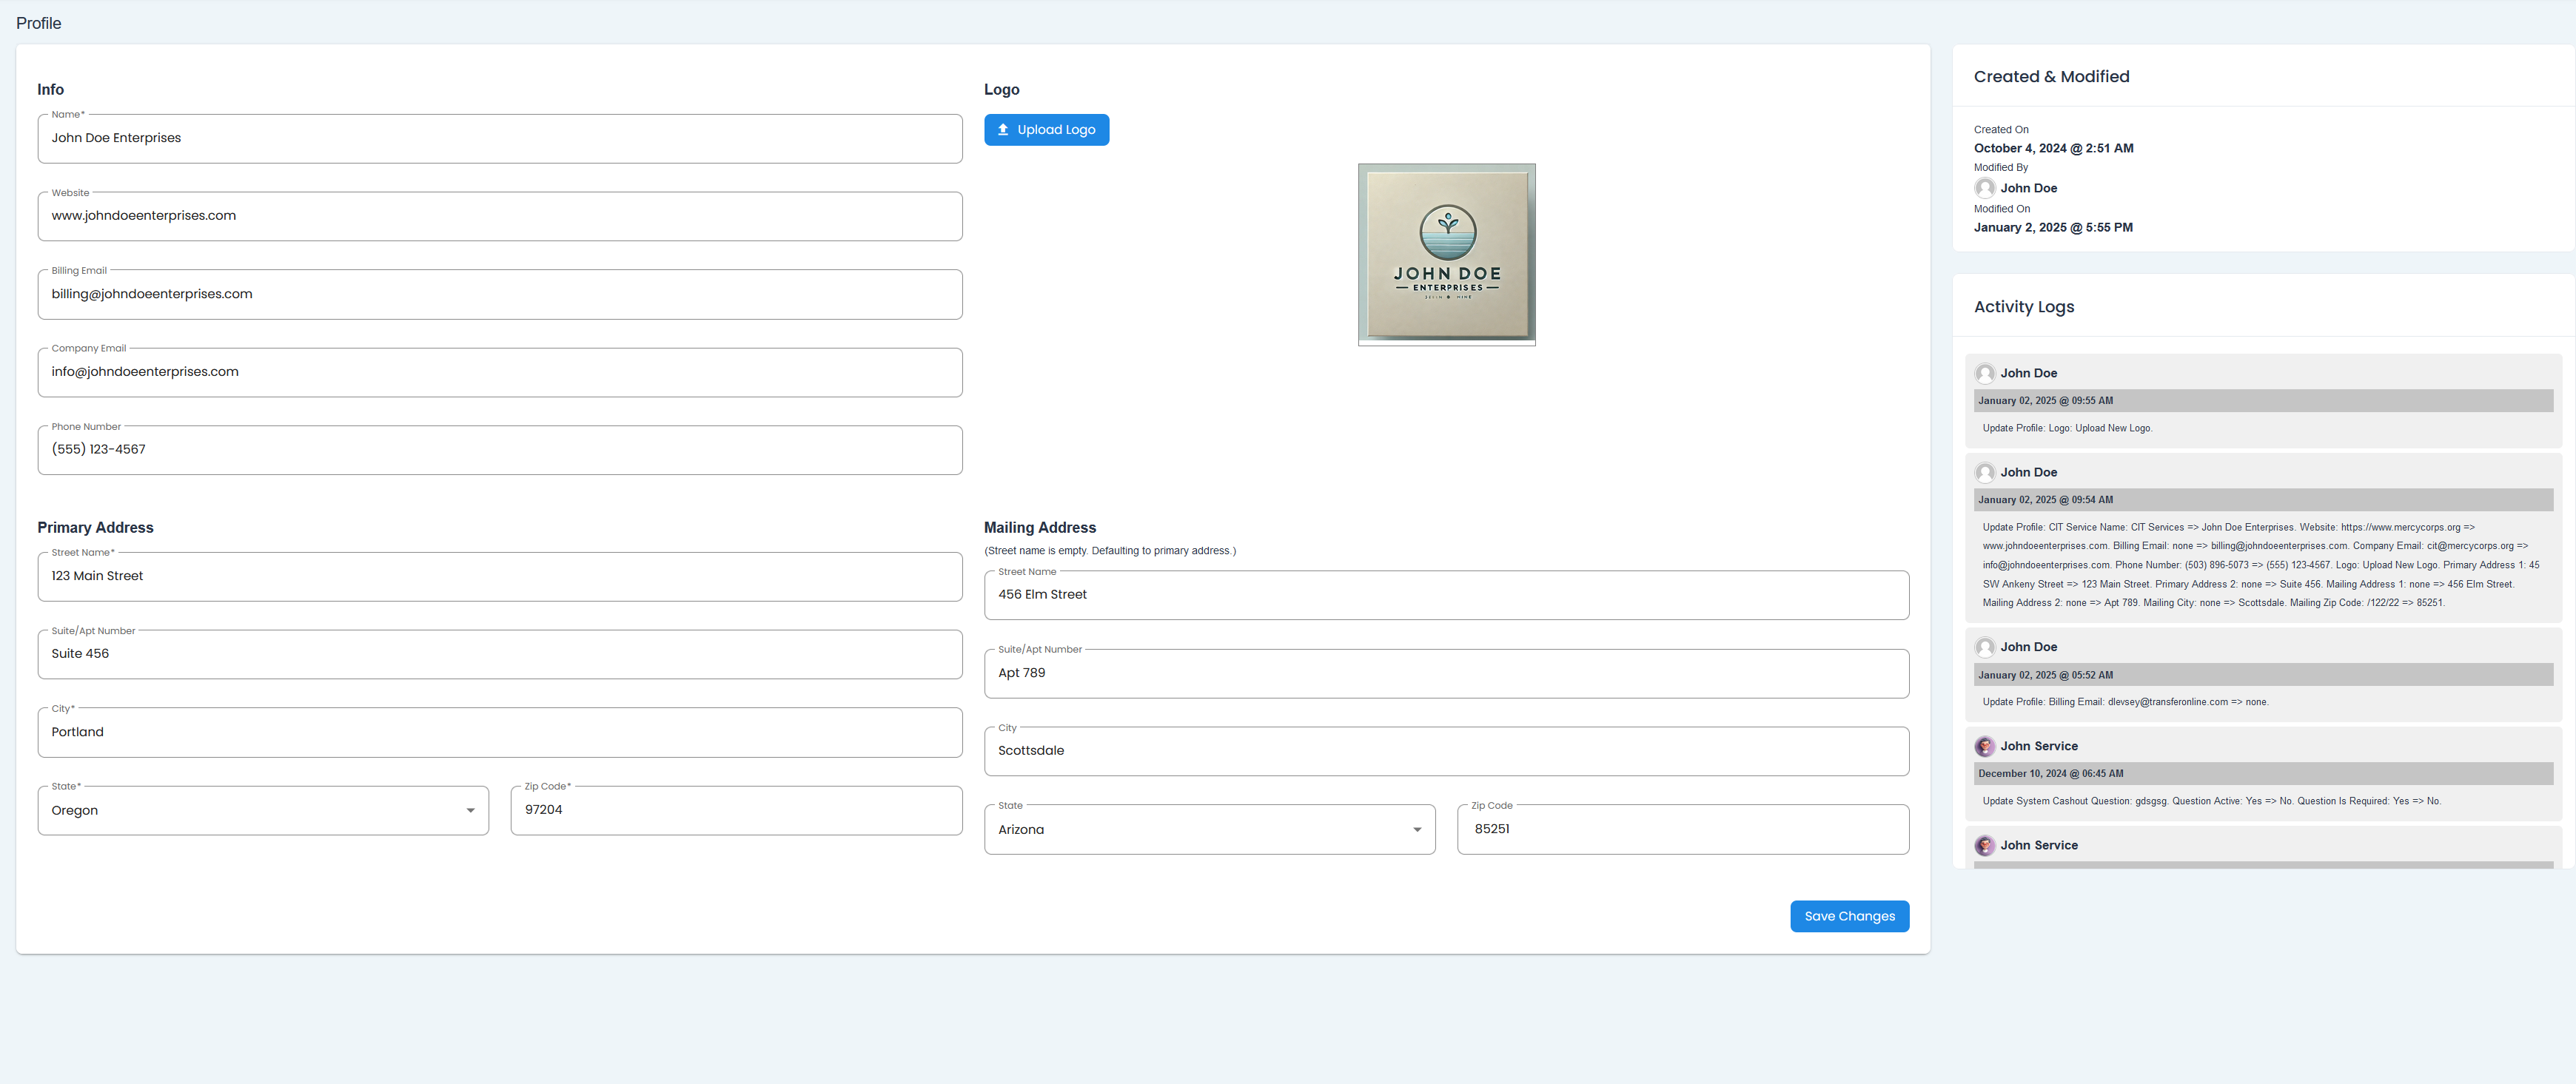 Profile
Info
Name*
John Doe Enterprises
Website
www.johndoeenterprises.com
Billing Email
billing@johndoeenterprises.com
Company Email
info@johndoeenterprises.com
Phone Number
(555) 123-4567
Logo
Upload Logo
JOHN DOE
ENTERPRISES
Primary Address
Street Name*
123 Main Street
Suite/Apt Number
Suite 456
City*
Portland
State*
Oregon
Zip Code*
97204
Mailing Address
(Street name is empty. Defaulting to primary address.)
Street Name
456 Elm Street
Suite/Apt Number
Apt 789
City
Scottsdale
State
Arizona
Zip Code
85251
Save Changes
Created & Modified
Created On
October 4, 2024 @ 2:51 AM
Modified By
John Doe
Modified On
January 2, 2025 @ 5:55 PM
Activity Logs
John Doe
January 02, 2025 @ 09:55 AM
Update Profile: Logo: Upload New Logo.
John Doe
January 02, 2025 @ 09:54 AM
Update Profile: CIT Service Name: CIT Services => John Doe Enterprises. Website: https://www.mercycorps.org =>
www.johndoeenterprises.com. Billing Email: none => billing@johndoeenterprises.com. Company Email: cit@mercycorps.org =>
info@johndoeenterprises.com. Phone Number: (503) 896-5073 => (555) 123-4567. Logo: Upload New Logo. Primary Address 1: 45
SW Ankeny Street => 123 Main Street. Primary Address 2: none => Suite 456. Mailing Address 1: none => 456 Elm Street.
Mailing Address 2: none => Apt 789. Mailing City: none => Scottsdale. Mailing Zip Code: /122/22 => 85251.
John Doe
January 02, 2025 @ 05:52 AM
Update Profile: Billing Email: dlevsey@transferonline.com => none.
John Service
December 10, 2024 @ 06:45 AM
Update System Cashout Question: gdsgsg. Question Active: Yes => No. Question Is Required: Yes => No.
John Service